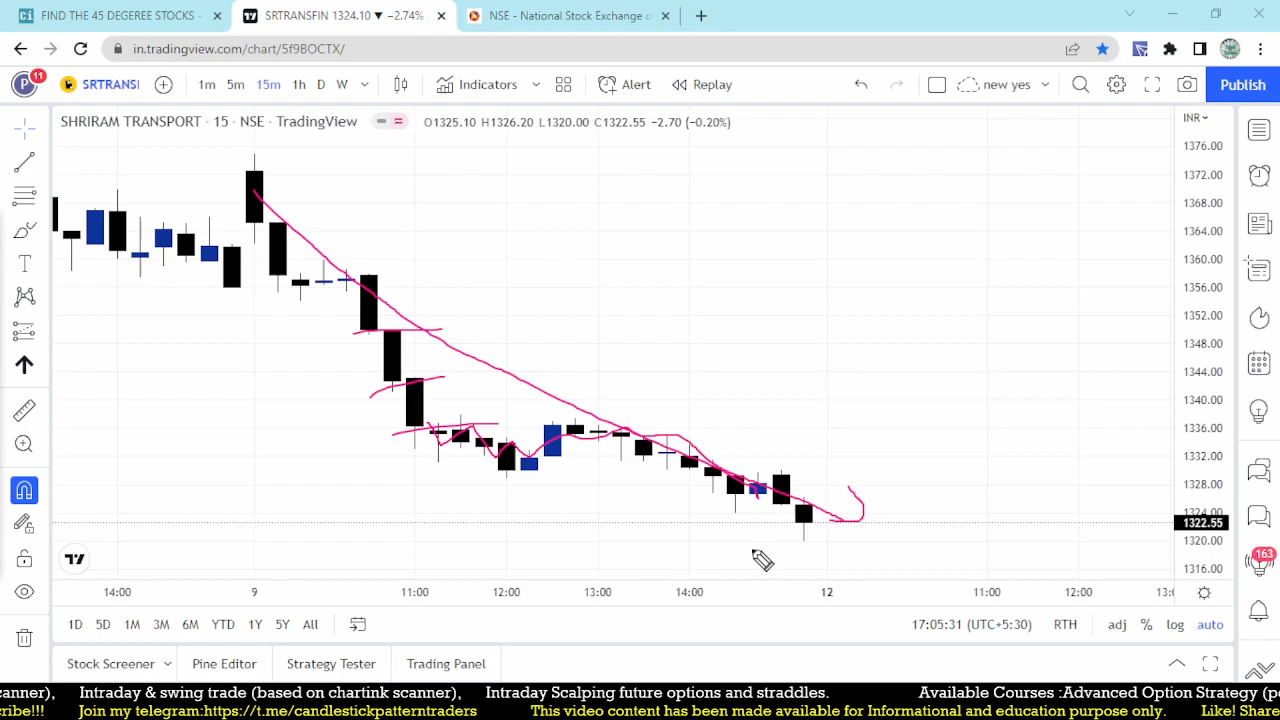 FIND THE 45 DEGEREE STOCKS -
SRTRANSFIN 1324.10 ▼ −2.74%
NSE - National Stock Exchange o
in.tradingview.com/chart/5f9BOCTX/
P 11
SRTRANSI
1m 5m 15m 1h D W
Indicators
Alert
Replay
new yes
Publish
SHRIRAM TRANSPORT · 15 · NSE · TradingView
O1325.10 H1326.20 L1320.00 C1322.55 −2.70 (−0.20%)
INR
1376.00
1372.00
1368.00
1364.00
1360.00
1356.00
1352.00
1348.00
1344.00
1340.00
1336.00
1332.00
1328.00
1324.00
1322.55
1320.00
1316.00
163
14:00 9 11:00 12:00 13:00 14:00 12 11:00 12:00 13:
1D 5D 1M 3M 6M YTD 1Y 5Y All
17:05:31 (UTC+5:30) RTH adj % log auto
Stock Screener Pine Editor Strategy Tester Trading Panel
canner), Intraday & swing trade (based on chartink scanner), Intraday Scalping future options and straddles. Available Courses :Advanced Option Strategy (p
cribe!!! Join my telegram:https://t.me/candlestickpatterntraders This video content has been made available for Informational and education purpose only. Like! Share